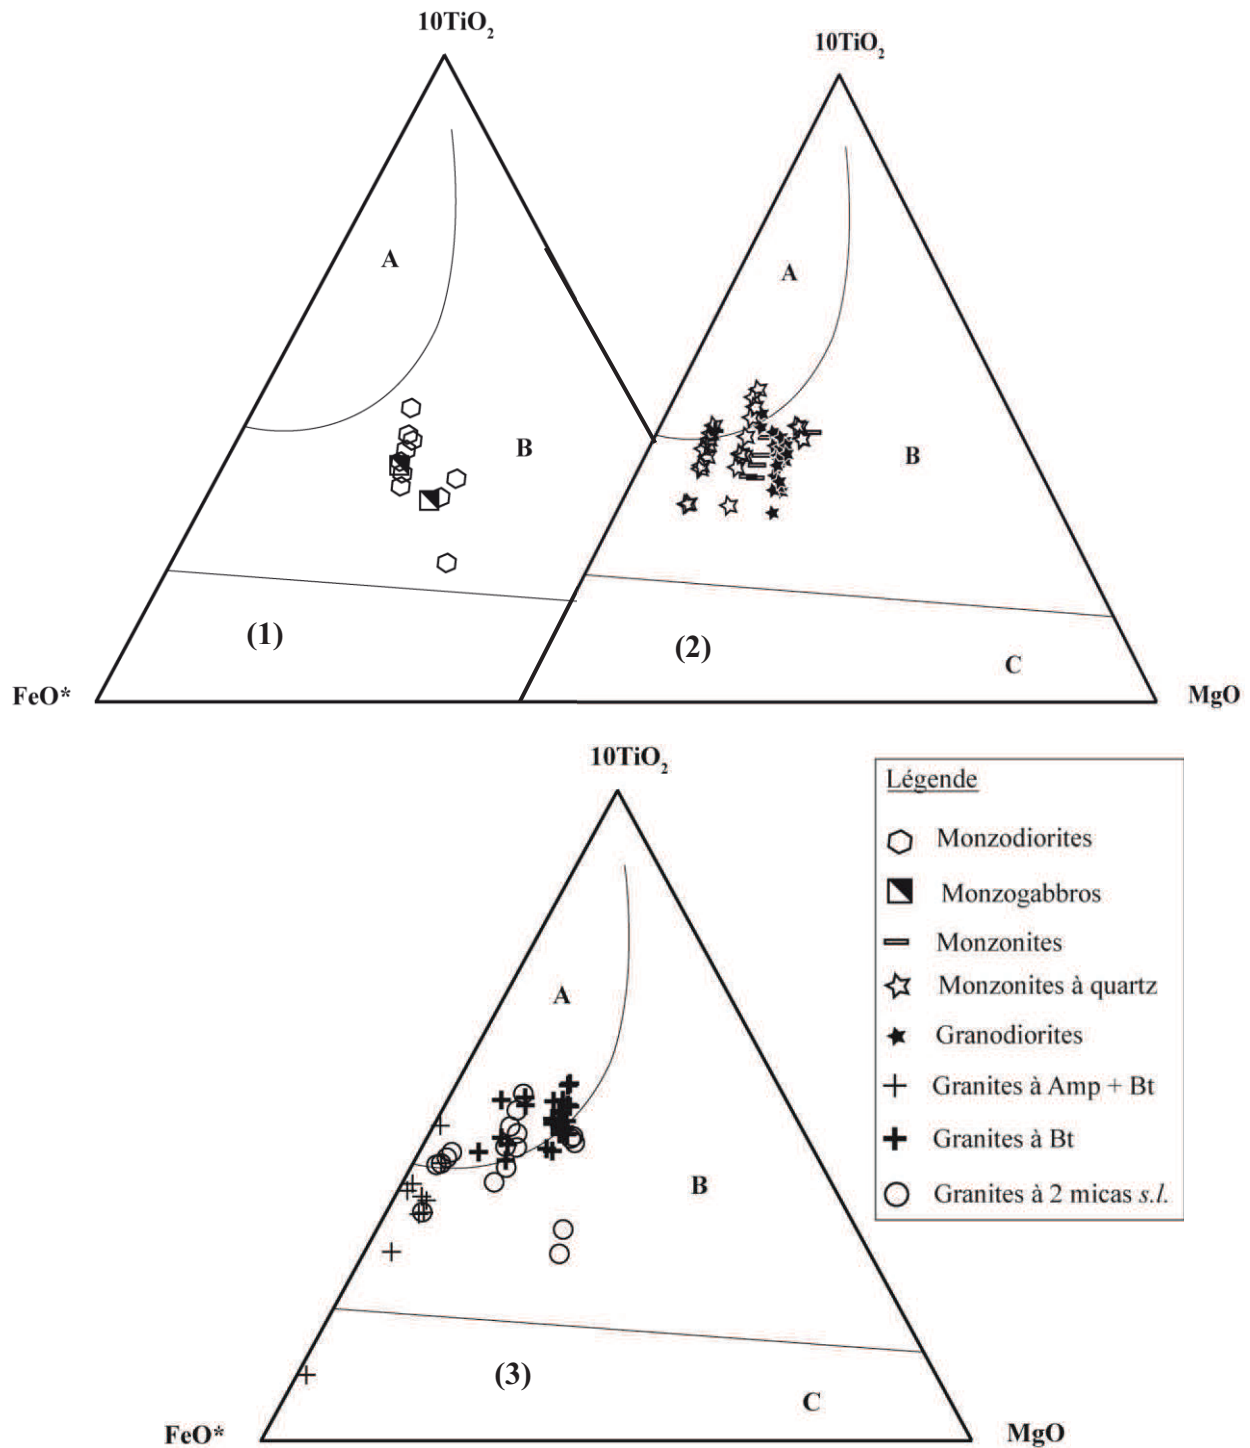 10TiO₂
10TiO₂
A
A
B
B
(1)
(2)
C
FeO*
MgO
10TiO₂
Légende
Monzodiorites
Monzogabbros
Monzonites
Monzonites à quartz
Granodiorites
Granites à Amp + Bt
Granites à Bt
Granites à 2 micas s.l.
A
B
(3)
C
FeO*
MgO